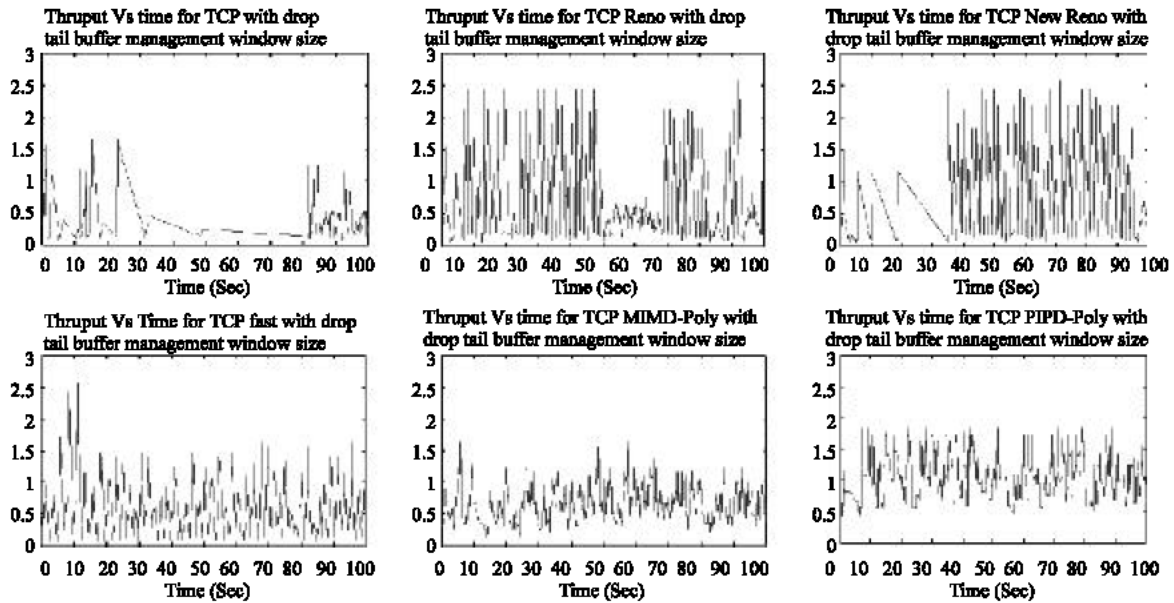 Thruput Vs time for TCP with drop
tail buffer management window size
3
2.5
2
1.5
1
0.5
0
0 10 20 30 40 50 60 70 80 90 100
Time (Sec)
Thruput Vs time for TCP Reno with drop
tail buffer management window size
3
2.5
2
1.5
1
0.5
0
0 10 20 30 40 50 60 70 80 90 100
Time (Sec)
Thruput Vs time for TCP New Reno with
drop tail buffer management window size
3
2.5
2
1.5
1
0.5
0
0 10 20 30 40 50 60 70 80 90 100
Time (Sec)
Thruput Vs Time for TCP fast with drop
tail buffer management window size
3
2.5
2
1.5
1
0.5
0
0 10 20 30 40 50 60 70 80 90 100
Time (Sec)
Thruput Vs time for TCP MIMD-Poly with
drop tail buffer management window size
3
2.5
2
1.5
1
0.5
0
0 10 20 30 40 50 60 70 80 90 100
Time (Sec)
Thruput Vs time for TCP PIPD-Poly with
drop tail buffer management window size
3
2.5
2
1.5
1
0.5
0
0 10 20 30 40 50 60 70 80 90 100
Time (Sec)